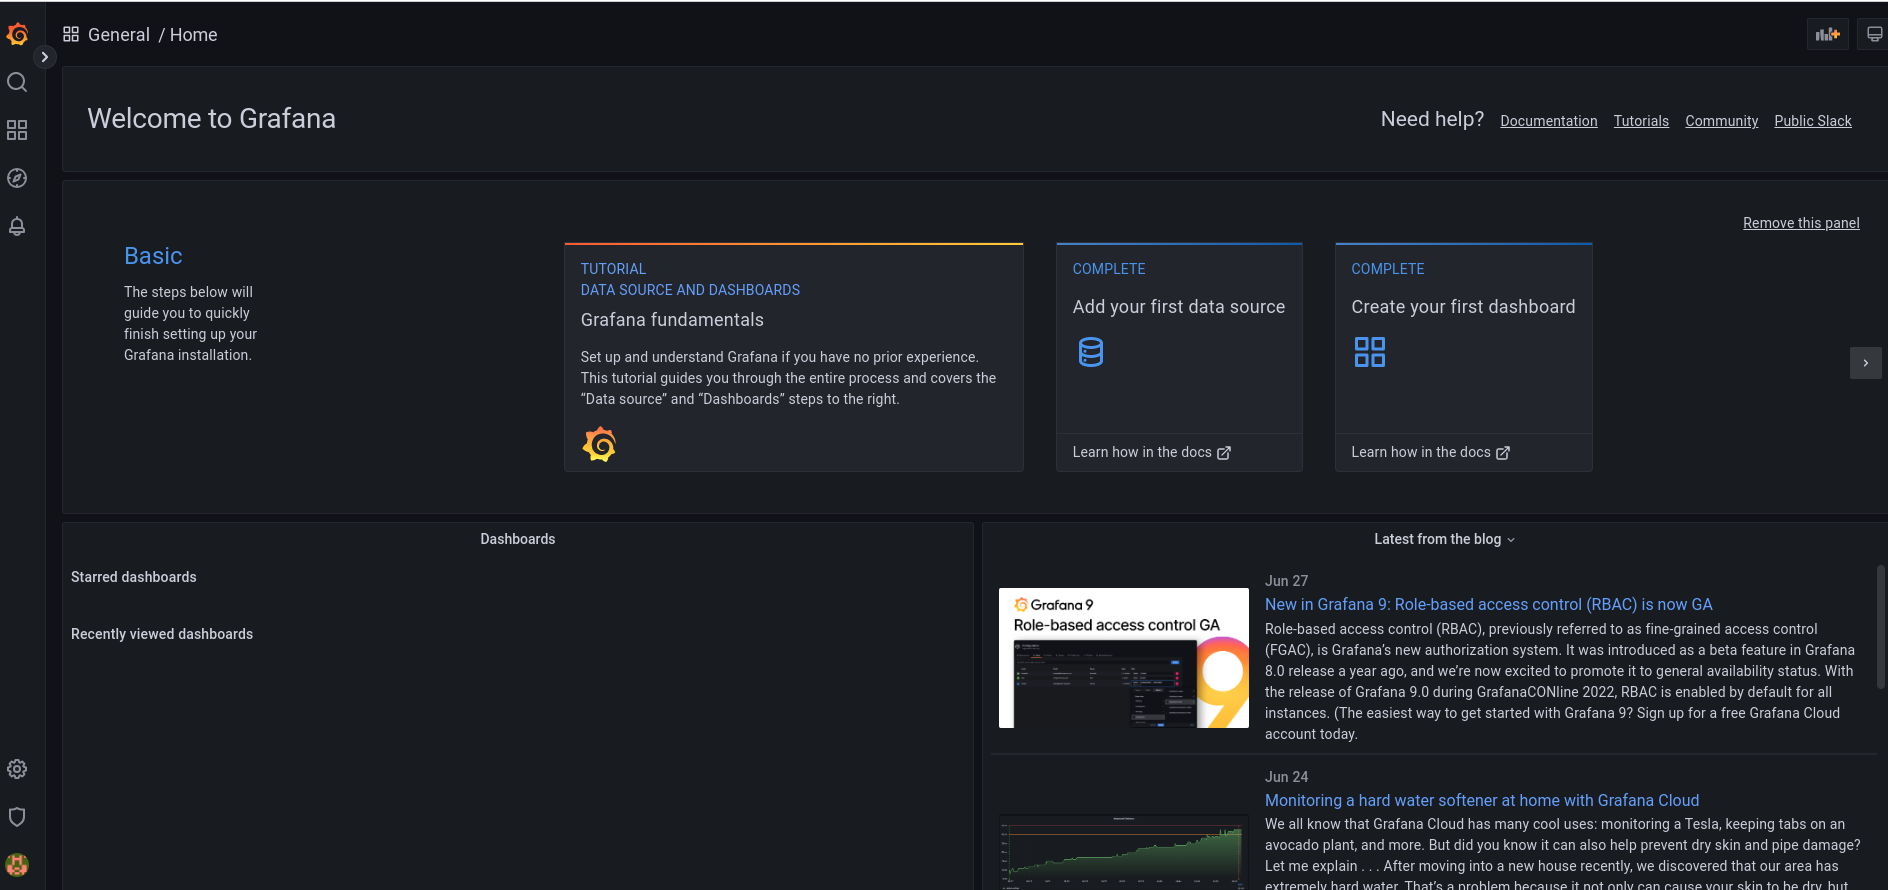 General / Home
Welcome to Grafana
Need help? Documentation Tutorials Community Public Slack
Remove this panel
Basic
The steps below will
guide you to quickly
finish setting up your
Grafana installation.
TUTORIAL
DATA SOURCE AND DASHBOARDS
Grafana fundamentals
Set up and understand Grafana if you have no prior experience.
This tutorial guides you through the entire process and covers the
“Data source” and “Dashboards” steps to the right.
COMPLETE
Add your first data source
Learn how in the docs
COMPLETE
Create your first dashboard
Learn how in the docs
Dashboards
Starred dashboards
Recently viewed dashboards
Latest from the blog
Grafana 9
Role-based access control GA
Jun 27
New in Grafana 9: Role-based access control (RBAC) is now GA
Role-based access control (RBAC), previously referred to as fine-grained access control
(FGAC), is Grafana’s new authorization system. It was introduced as a beta feature in Grafana
8.0 release a year ago, and we’re now excited to promote it to general availability status. With
the release of Grafana 9.0 during GrafanaCONline 2022, RBAC is enabled by default for all
instances. (The easiest way to get started with Grafana 9? Sign up for a free Grafana Cloud
account today.
Jun 24
Monitoring a hard water softener at home with Grafana Cloud
We all know that Grafana Cloud has many cool uses: monitoring a Tesla, keeping tabs on an
avocado plant, and more. But did you know it can also help prevent dry skin and pipe damage?
Let me explain . . . After moving into a new house recently, we discovered that our area has
extremely hard water. That’s a problem because it not only can cause your skin to be dry, but